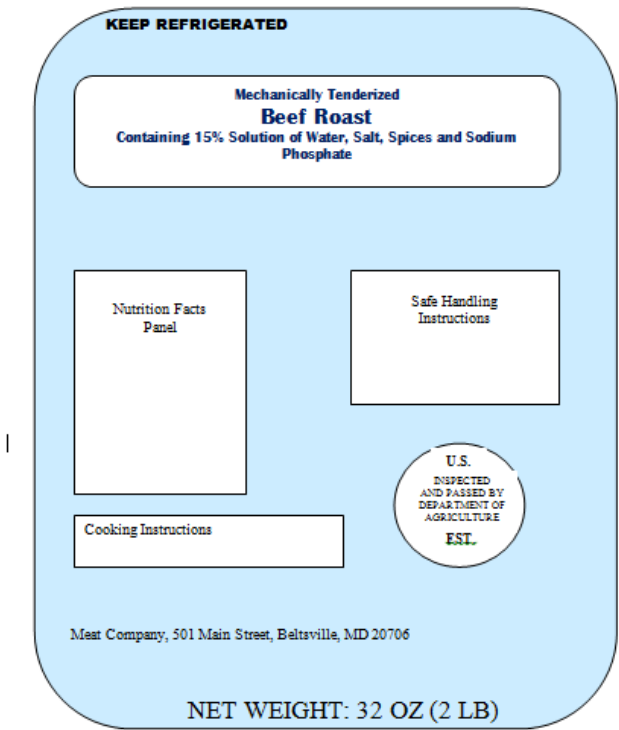 KEEP REFRIGERATED
Mechanically Tenderized
Beef Roast
Containing 15% Solution of Water, Salt, Spices and Sodium
Phosphate
Nutrition Facts
Panel
Safe Handling
Instructions
U.S.
INSPECTED
AND PASSED BY
DEPARTMENT OF
AGRICULTURE
EST.
Cooking Instructions
Meat Company, 501 Main Street, Beltsville, MD 20706
NET WEIGHT: 32 OZ (2 LB)